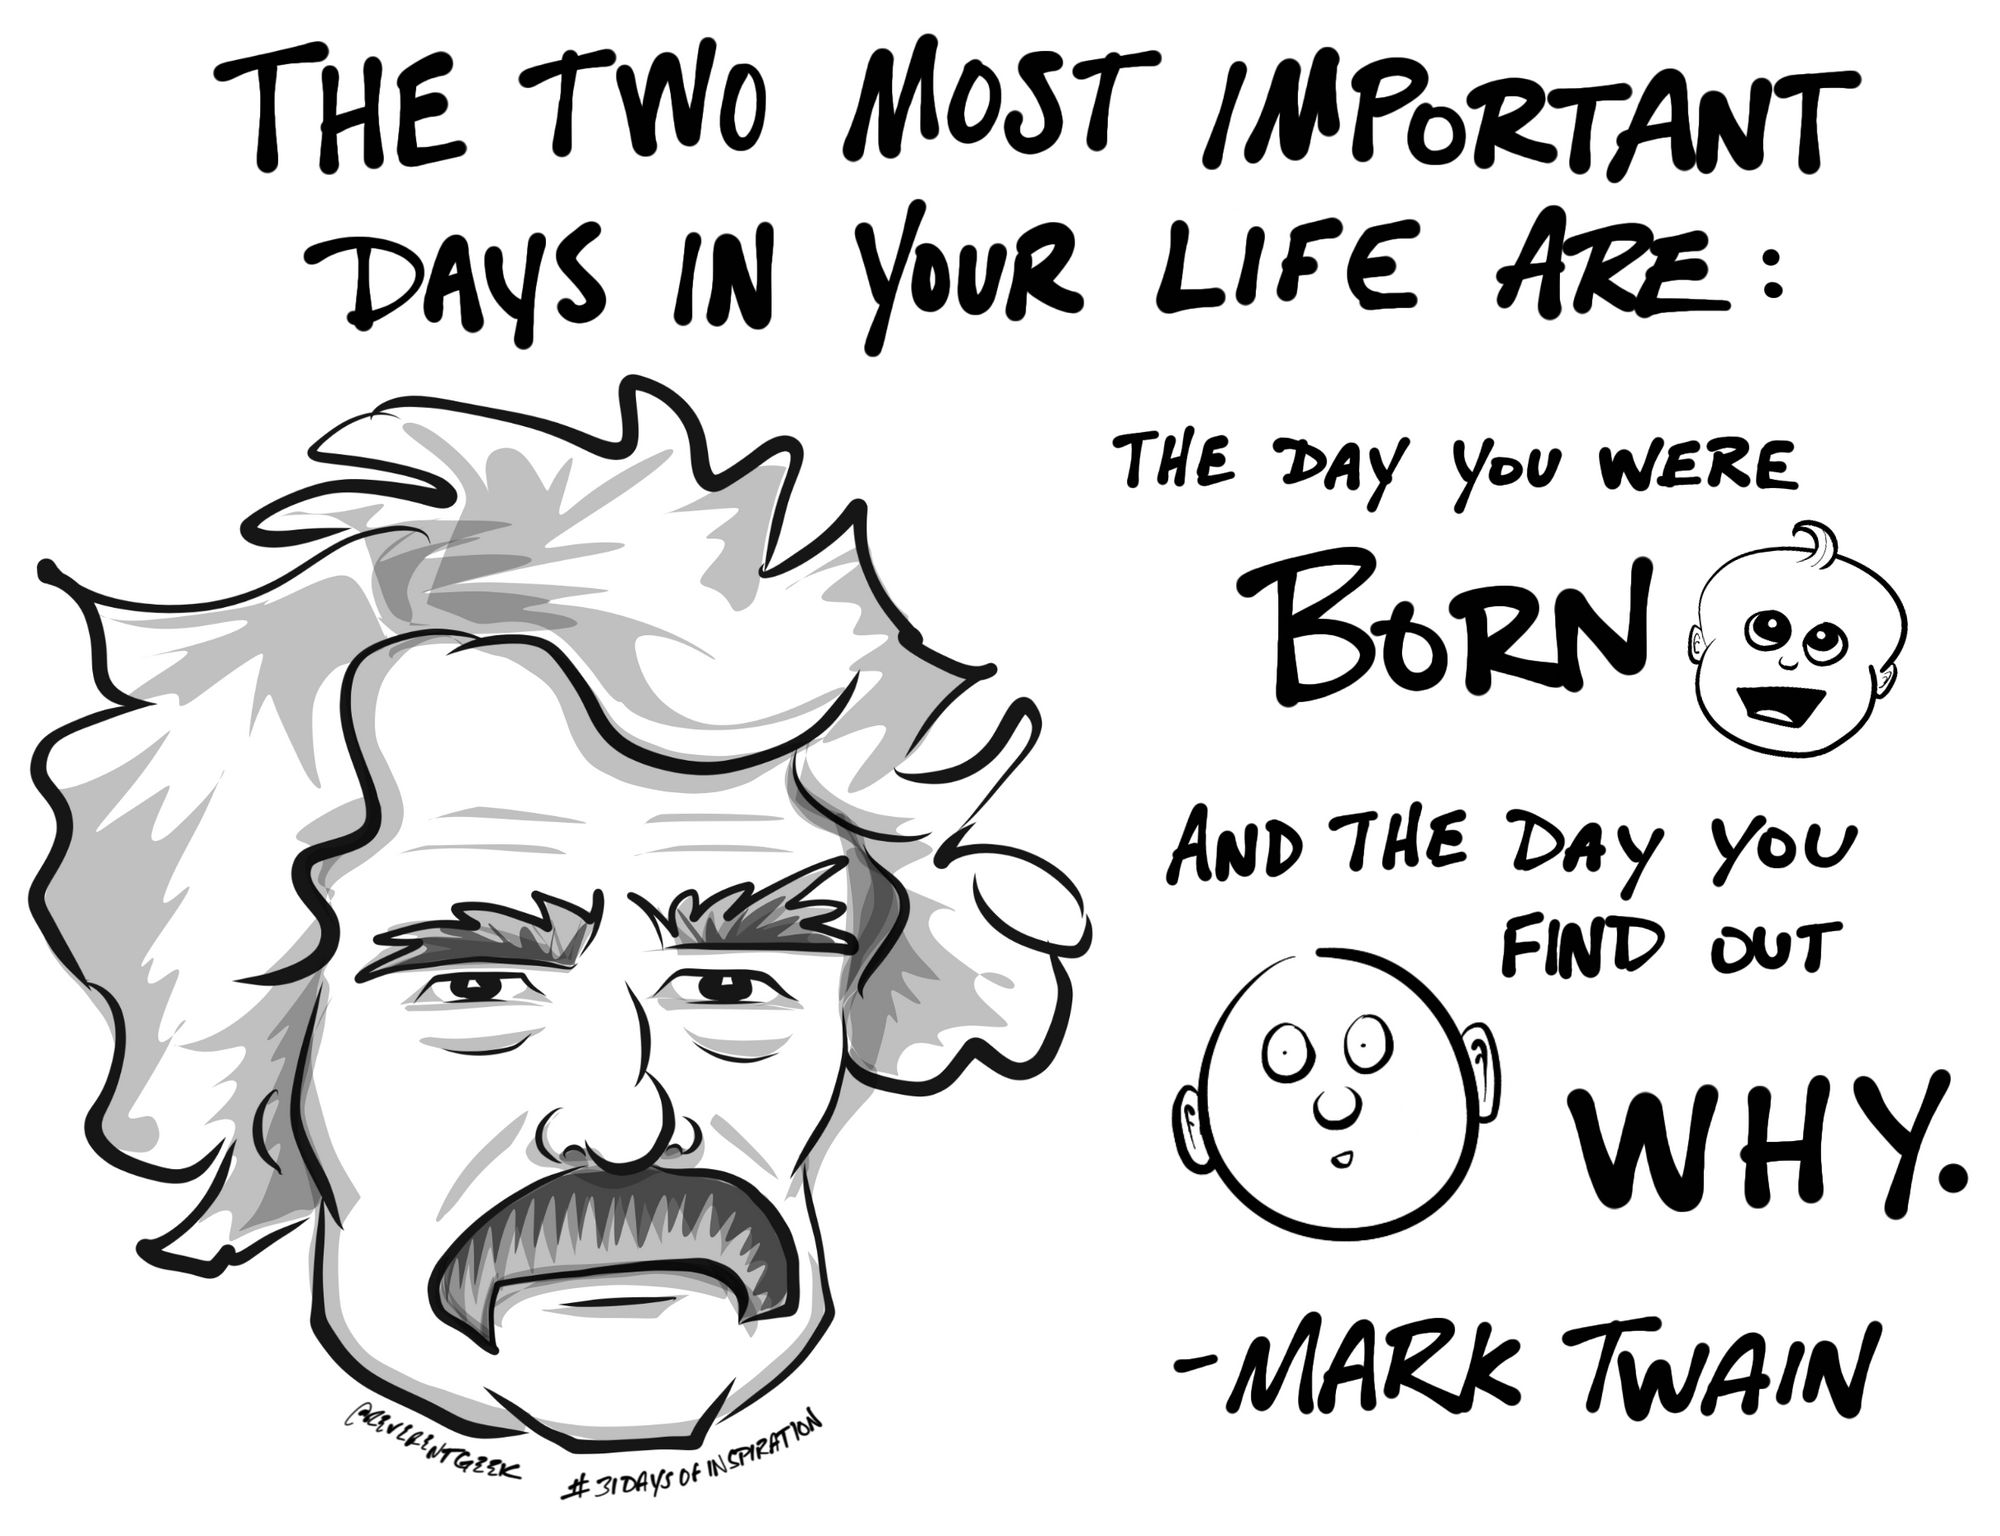 THE TWO MOST IMPORTANT
DAYS IN YOUR LIFE ARE:
THE DAY YOU WERE
BORN
AND THE DAY YOU
FIND OUT
WHY.
-MARK TWAIN
@REVERENTGEEK
#31DAYSOFINSPIRATION